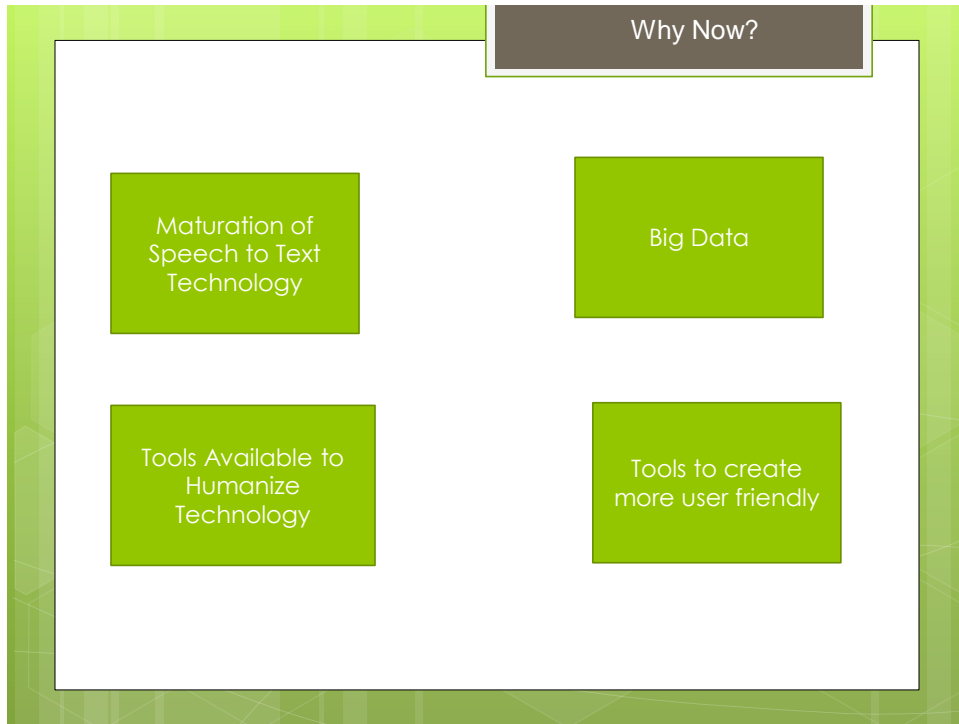 Why Now?
Maturation of
Speech to Text
Technology
Big Data
Tools Available to
Humanize
Technology
Tools to create
more user friendly